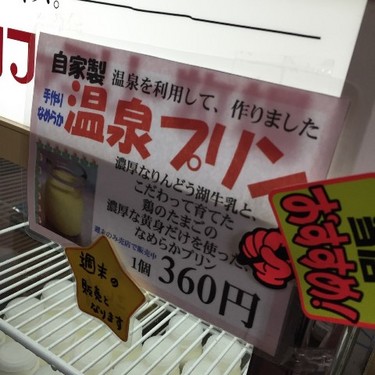 自家製
温泉を利用して、作りました
手作り
なめらか
温泉プリン
濃厚なりんどう湖牛乳と、
こだわって育てた
鶏のたまごの
濃厚な黄身だけを使った、
なめらかプリン
1個 360円
週末の
販売と
なります
当店
おすすめ!